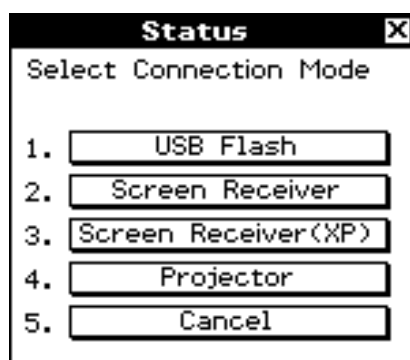 Status X
Select Connection Mode
1. USB Flash
2. Screen Receiver
3. Screen Receiver(XP)
4. Projector
5. Cancel